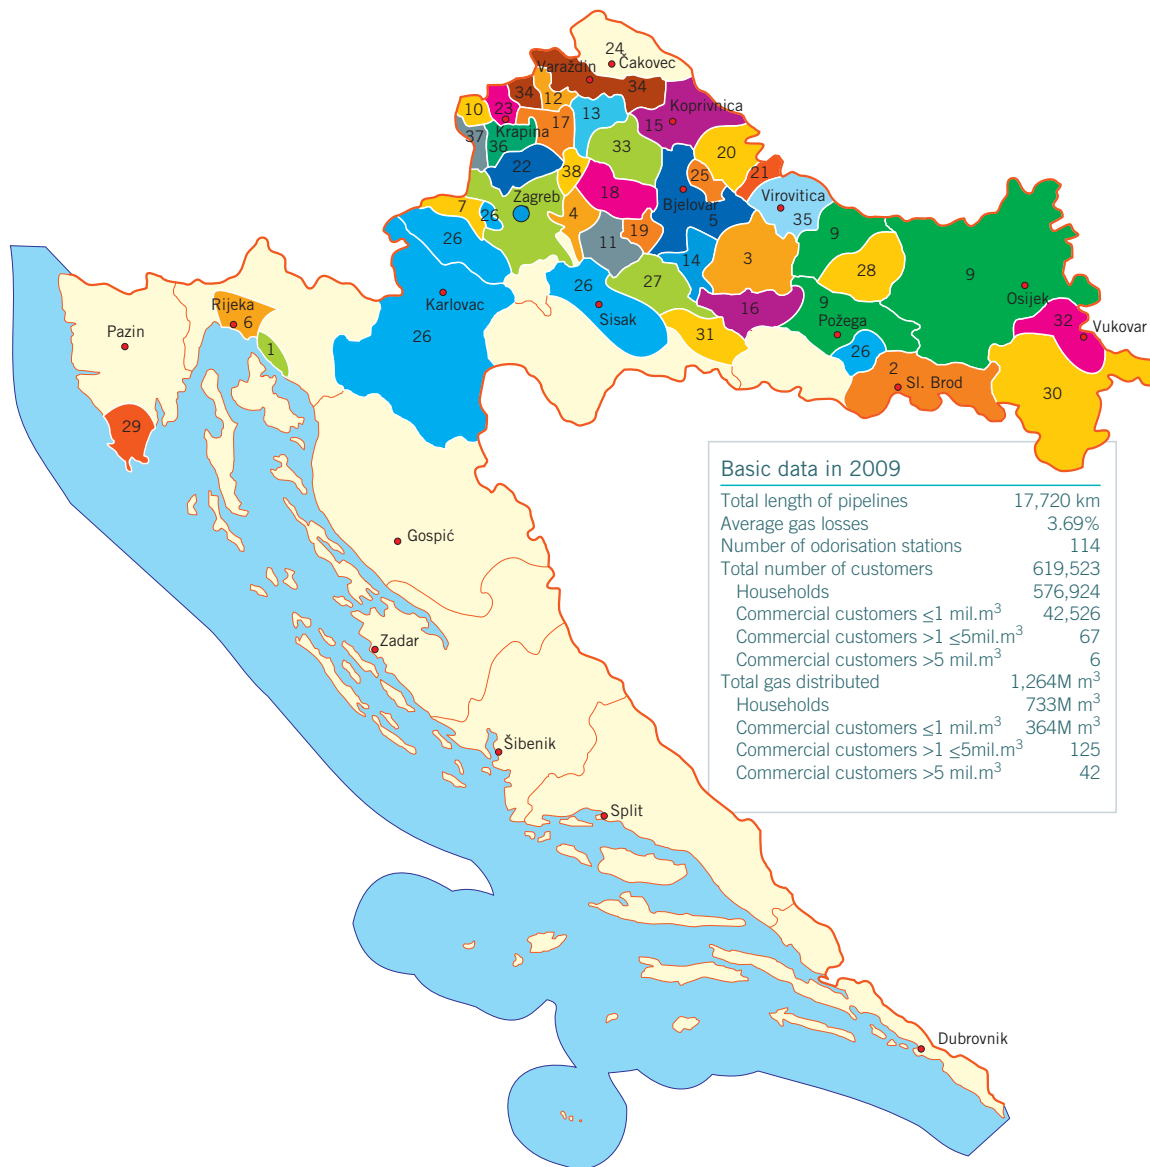 24
Čakovec
Varaždin
34
34
12
10
23
13
Koprivnica
15
17
Krapina
37
36
33
20
22
38
25
21
18
Zagreb
Bjelovar
Virovitica
7
26
4
5
35
19
9
26
11
14
3
28
9
27
26
Karlovac
Sisak
16
9
Osijek
Rijeka
6
Požega
32
Vukovar
Pazin
1
26
31
26
2
Sl. Brod
30
29
Basic data in 2009
Total length of pipelines 17,720 km
Average gas losses 3.69%
Number of odorisation stations 114
Total number of customers 619,523
Households 576,924
Commercial customers ≤1 mil.m³ 42,526
Commercial customers >1 ≤5mil.m³ 67
Commercial customers >5 mil.m³ 6
Total gas distributed 1,264M m³
Households 733M m³
Commercial customers ≤1 mil.m³ 364M m³
Commercial customers >1 ≤5mil.m³ 125
Commercial customers >5 mil.m³ 42
Gospić
Zadar
Šibenik
Split
Dubrovnik